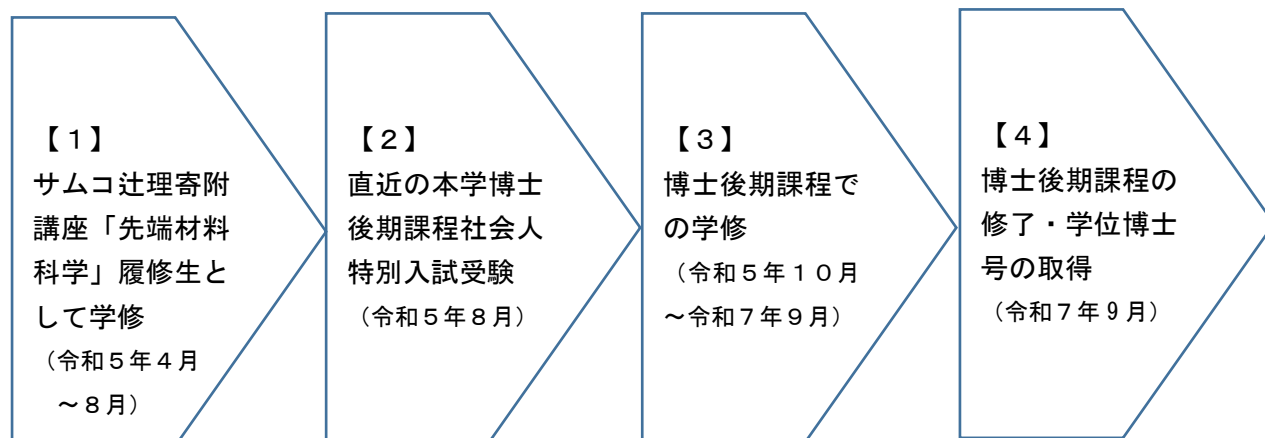 【１】
サムコ辻理寄附
講座「先端材料
科学」履修生と
して学修
（令和５年４月
～８月）
【２】
直近の本学博士
後期課程社会人
特別入試受験
（令和５年８月）
【３】
博士後期課程で
の学修
（令和５年１０月
～令和７年９月）
【４】
博士後期課程の
修了・学位博士
号の取得
（令和７年９月）